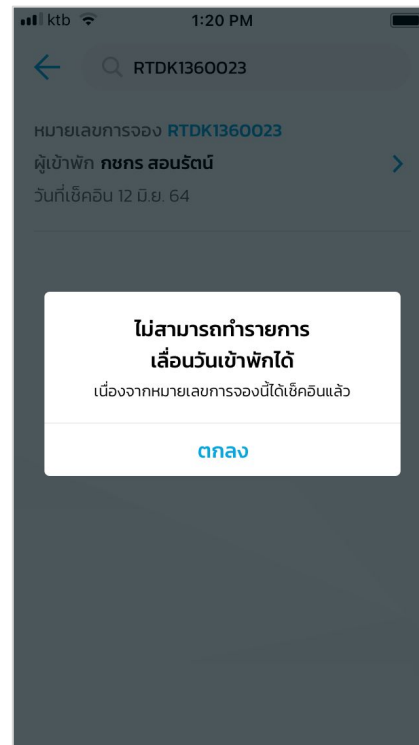 ktb 1:20 PM
RTDK1360023
หมายเลขการจอง RTDK1360023
ผู้เข้าพัก กชกร สอนรัตน์
วันที่เช็คอิน 12 มิ.ย. 64
ไม่สามารถทำรายการ
เลื่อนวันเข้าพักได้
เนื่องจากหมายเลขการจองนี้ได้เช็คอินแล้ว
ตกลง